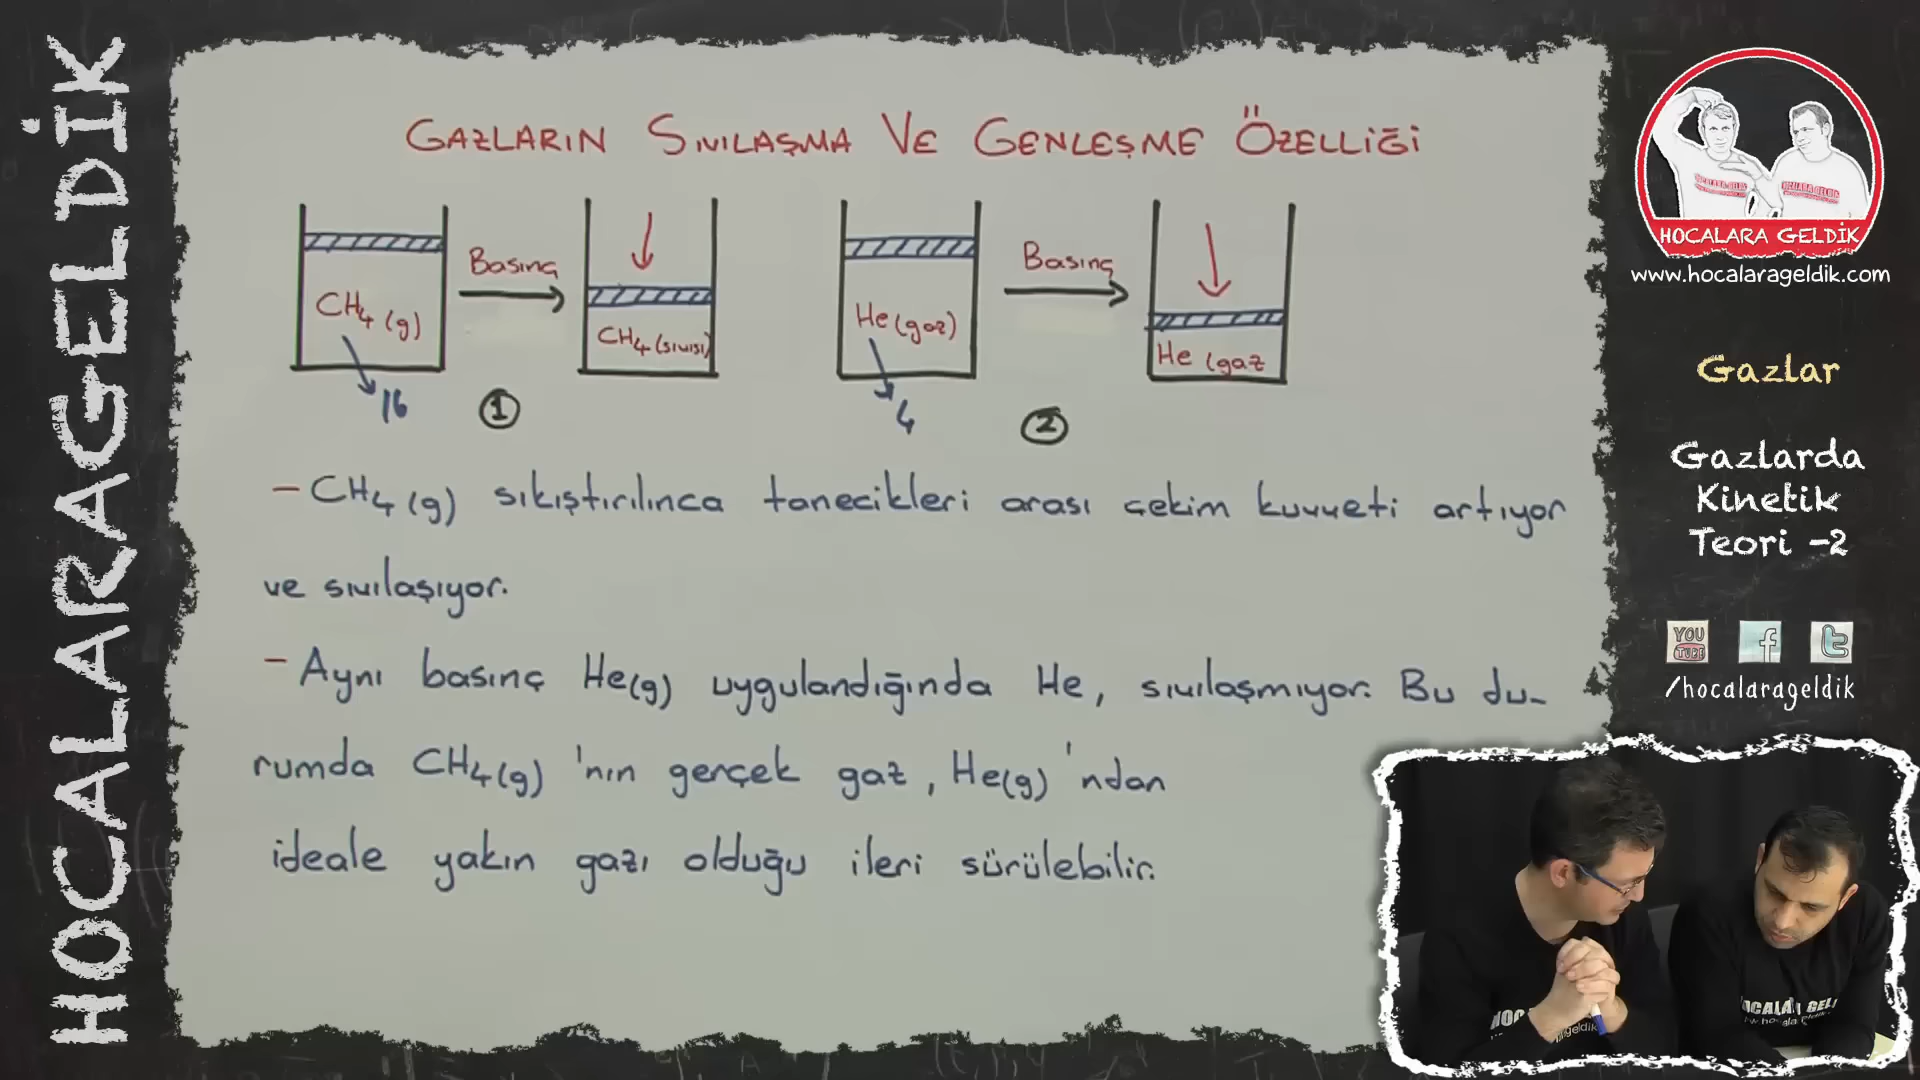 HOCALARAGELDİK
GAZLARIN SIVILAŞMA VE GENLEŞME ÖZELLİĞİ
CH4 (g)
16
Basınç
1
CH4 (sıvısı)
He (gaz)
4
Basınç
2
He (gaz
- CH4 (g) sıkıştırılınca tanecikleri arası çekim kuvveti artıyor
ve sıvılaşıyor.
- Aynı basınç He(g) uygulandığında He, sıvılaşmıyor. Bu du-
rumda CH4(g) 'nın gerçek gaz, He(g) 'ndan
ideale yakın gazı olduğu ileri sürülebilir.
HOCALARA GELDİK
www.hocalarageldik.com
Gazlar
Gazlarda
Kinetik
Teori -2
YOU
TUBE
f
t
/hocalarageldik